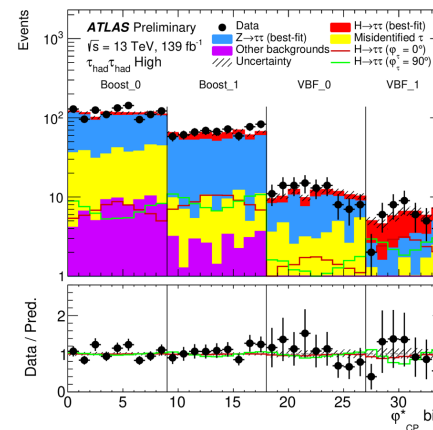 Events
ATLAS Preliminary
√s = 13 TeV, 139 fb⁻¹
τhadτhad High
Data
H→ττ (best-fit)
Z→ττ (best-fit)
Misidentified τ
Other backgrounds
H→ττ (φτ = 0°)
Uncertainty
H→ττ (φτ = 90°)
Boost_0
Boost_1
VBF_0
VBF_1
10²
10
1
Data / Pred.
2
1
0
0
5
10
15
20
25
30
φ*CP bi